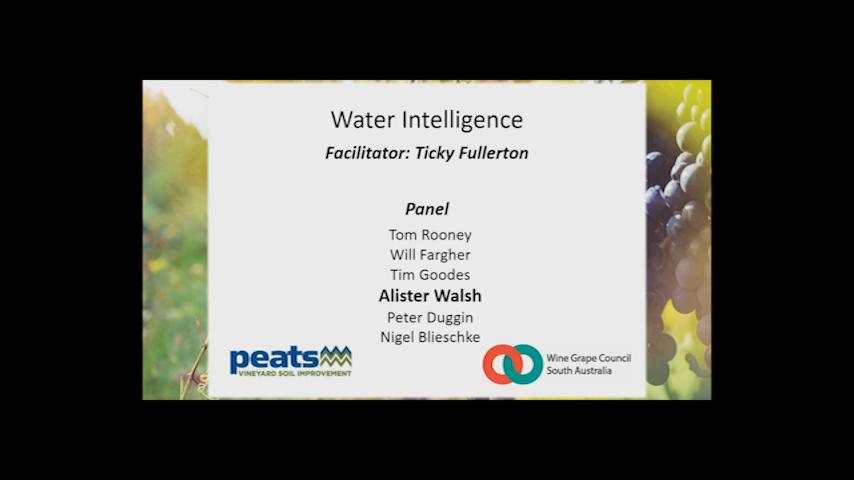 Water Intelligence
Facilitator: Ticky Fullerton
Panel
Tom Rooney
Will Fargher
Tim Goodes
Alister Walsh
Peter Duggin
Nigel Blieschke
peats
VINEYARD SOIL IMPROVEMENT
Wine Grape Council
South Australia